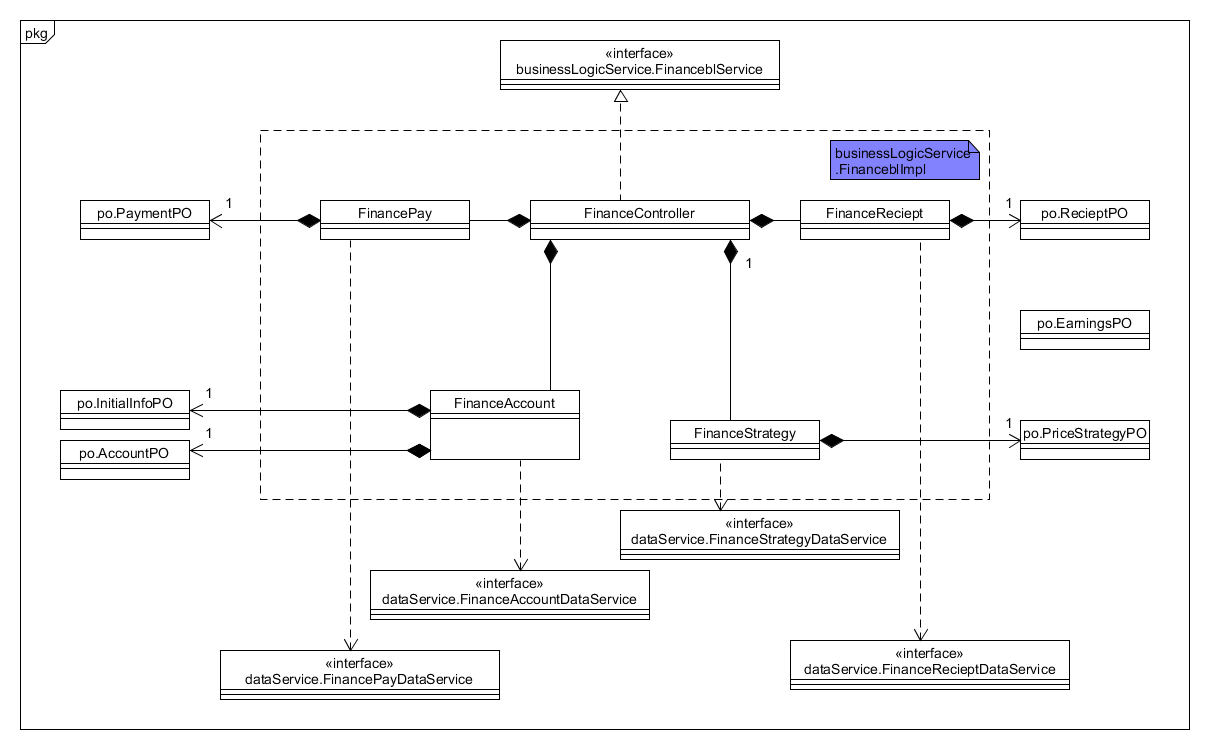 pkg
«interface»
businessLogicService.FinanceblService
businessLogicService
.FinanceblImpl
po.PaymentPO
1
FinancePay
FinanceController
FinanceReciept
1
po.RecieptPO
1
po.EarningsPO
po.InitialInfoPO
1
FinanceAccount
po.AccountPO
1
FinanceStrategy
1
po.PriceStrategyPO
«interface»
dataService.FinanceStrategyDataService
«interface»
dataService.FinanceAccountDataService
«interface»
dataService.FinancePayDataService
«interface»
dataService.FinanceRecieptDataService